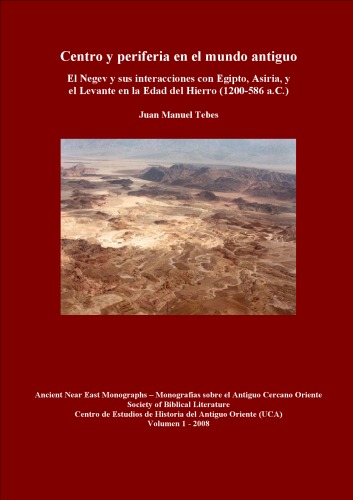 Centro y periferia en el mundo antiguo
El Negev y sus interacciones con Egipto, Asiria, y
el Levante en la Edad del Hierro (1200-586 a.C.)
Juan Manuel Tebes
Ancient Near East Monographs – Monografías sobre el Antiguo Cercano Oriente
Society of Biblical Literature
Centro de Estudios de Historia del Antiguo Oriente (UCA)
Volumen 1 - 2008